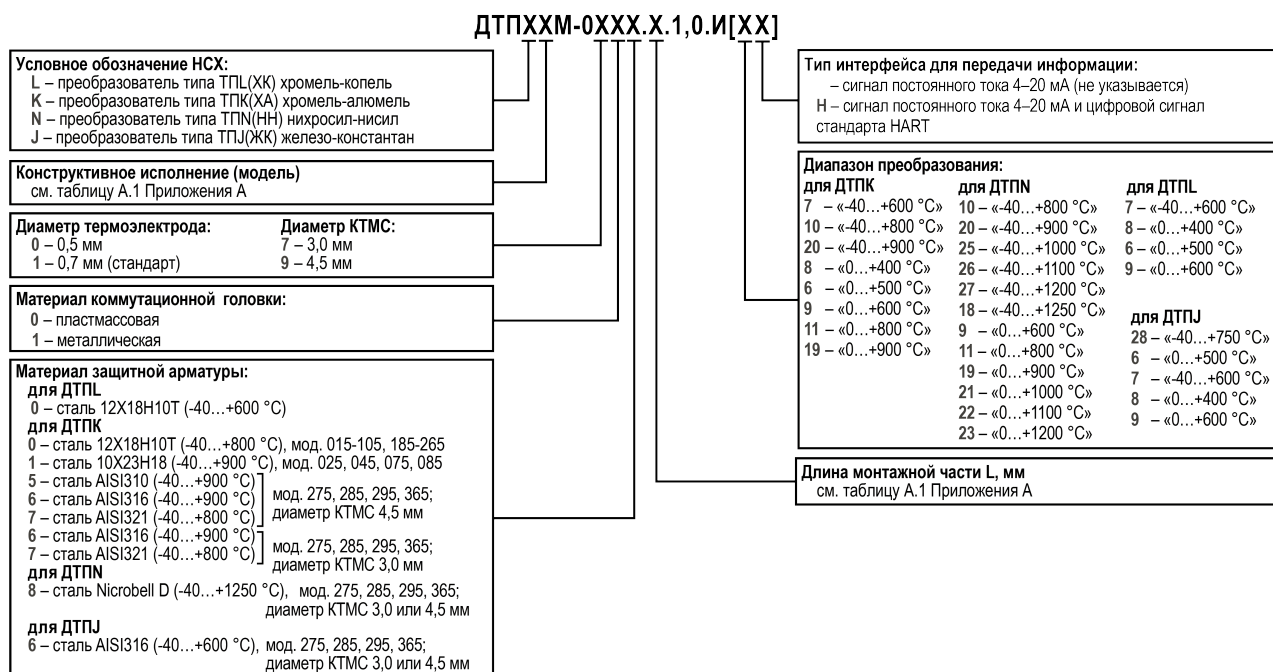 ДТПХХМ-0ХХХ.Х.1,0.И[ХХ]
Условное обозначение НСХ:
L – преобразователь типа ТПL(ХК) хромель-копель
K – преобразователь типа ТПК(ХА) хромель-алюмель
N – преобразователь типа ТПN(НН) нихросил-нисил
J – преобразователь типа ТПJ(ЖК) железо-константан
Конструктивное исполнение (модель)
см. таблицу А.1 Приложения А
Диаметр термоэлектрода:
0 – 0,5 мм
1 – 0,7 мм (стандарт)
Диаметр КТМС:
7 – 3,0 мм
9 – 4,5 мм
Материал коммутационной головки:
0 – пластмассовая
1 – металлическая
Материал защитной арматуры:
для ДТПL
0 – сталь 12Х18Н10Т (-40…+600 °С)
для ДТПК
0 – сталь 12Х18Н10Т (-40…+800 °С), мод. 015-105, 185-265
1 – сталь 10Х23Н18 (-40…+900 °С), мод. 025, 045, 075, 085
5 – сталь AISI310 (-40…+900 °С)
6 – сталь AISI316 (-40…+900 °С)
7 – сталь AISI321 (-40…+800 °С)
мод. 275, 285, 295, 365;
диаметр КТМС 4,5 мм
6 – сталь AISI316 (-40…+900 °С)
7 – сталь AISI321 (-40…+800 °С)
мод. 275, 285, 295, 365;
диаметр КТМС 3,0 мм
для ДТПN
8 – сталь Nicrobell D (-40…+1250 °С), мод. 275, 285, 295, 365;
диаметр КТМС 3,0 или 4,5 мм
для ДТПJ
6 – сталь AISI316 (-40…+600 °С), мод. 275, 285, 295, 365;
диаметр КТМС 3,0 или 4,5 мм
Тип интерфейса для передачи информации:
– сигнал постоянного тока 4–20 мА (не указывается)
Н – сигнал постоянного тока 4–20 мА и цифровой сигнал
стандарта HART
Диапазон преобразования:
для ДТПК
7 – «-40…+600 °С»
10 – «-40…+800 °С»
20 – «-40…+900 °С»
8 – «0…+400 °С»
6 – «0…+500 °С»
9 – «0…+600 °С»
11 – «0…+800 °С»
19 – «0…+900 °С»
для ДТПN
10 – «-40…+800 °С»
20 – «-40…+900 °С»
25 – «-40…+1000 °С»
26 – «-40…+1100 °С»
27 – «-40…+1200 °С»
18 – «-40…+1250 °С»
9 – «0…+600 °С»
11 – «0…+800 °С»
19 – «0…+900 °С»
21 – «0…+1000 °С»
22 – «0…+1100 °С»
23 – «0…+1200 °С»
для ДТПL
7 – «-40…+600 °С»
8 – «0…+400 °С»
6 – «0…+500 °С»
9 – «0…+600 °С»
для ДТПJ
28 – «-40…+750 °С»
6 – «0…+500 °С»
7 – «-40…+600 °С»
8 – «0…+400 °С»
9 – «0…+600 °С»
Длина монтажной части L, мм
см. таблицу А.1 Приложения А